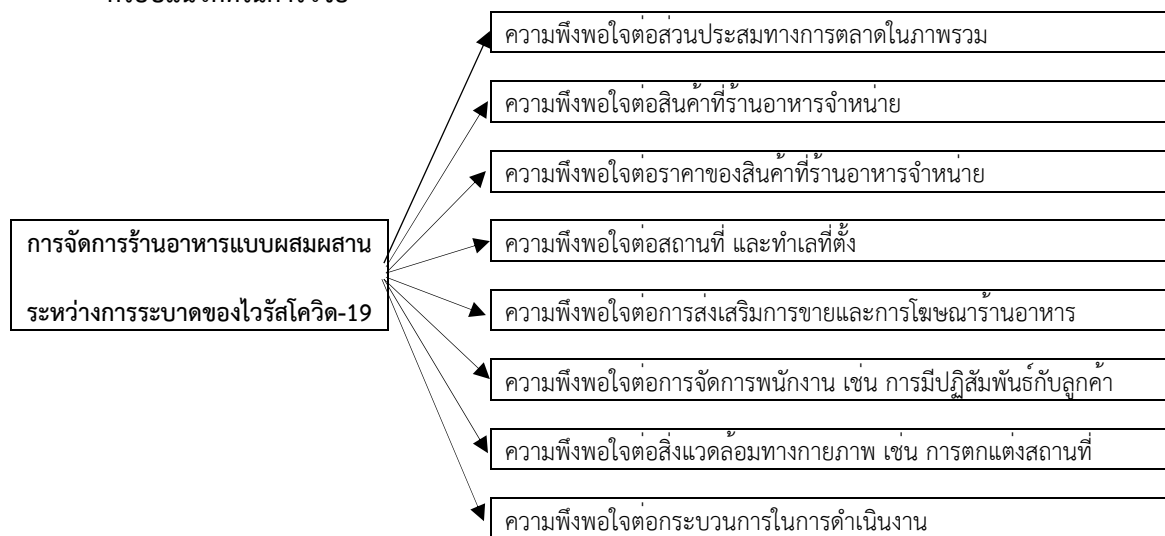 ความพึงพอใจต่อส่วนประสมทางการตลาดในภาพรวม
ความพึงพอใจต่อสินค้าที่ร้านอาหารจำหน่าย
ความพึงพอใจต่อราคาของสินค้าที่ร้านอาหารจำหน่าย
การจัดการร้านอาหารแบบผสมผสาน
ระหว่างการระบาดของไวรัสโควิด-19
ความพึงพอใจต่อสถานที่ และทำเลที่ตั้ง
ความพึงพอใจต่อการส่งเสริมการขายและการโฆษณาร้านอาหาร
ความพึงพอใจต่อการจัดการพนักงาน เช่น การมีปฏิสัมพันธ์กับลูกค้า
ความพึงพอใจต่อสิ่งแวดล้อมทางกายภาพ เช่น การตกแต่งสถานที่
ความพึงพอใจต่อกระบวนการในการดำเนินงาน